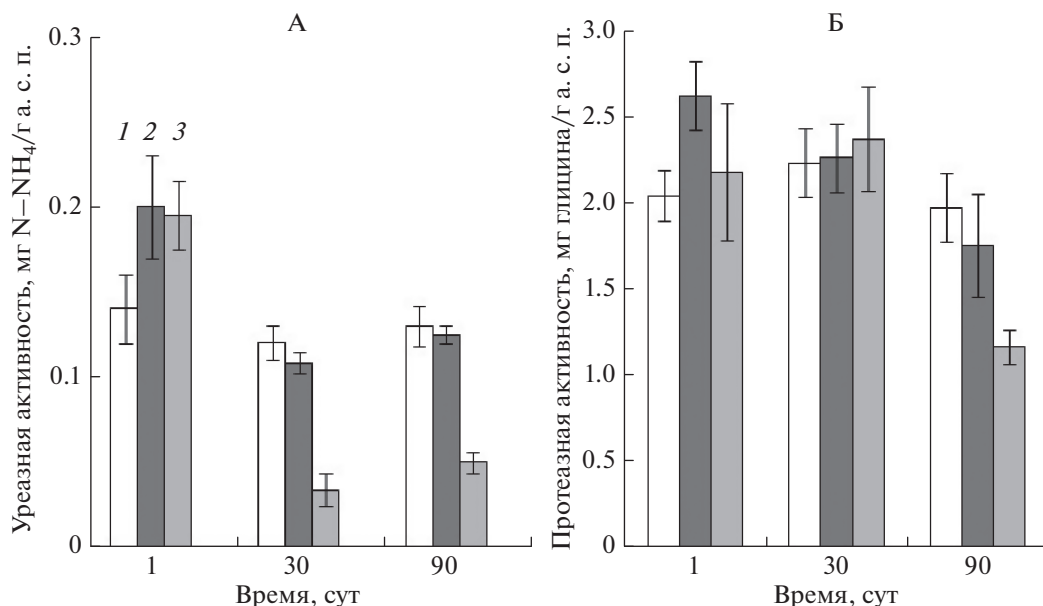 А
Уреазная активность, мг N–NH₄/г а. с. п.
0.3
0.2
0.1
0
1 2 3
1
30
90
Время, сут
Б
Протеазная активность, мг глицина/г а. с. п.
3.0
2.5
2.0
1.5
1.0
0.5
0
1
30
90
Время, сут